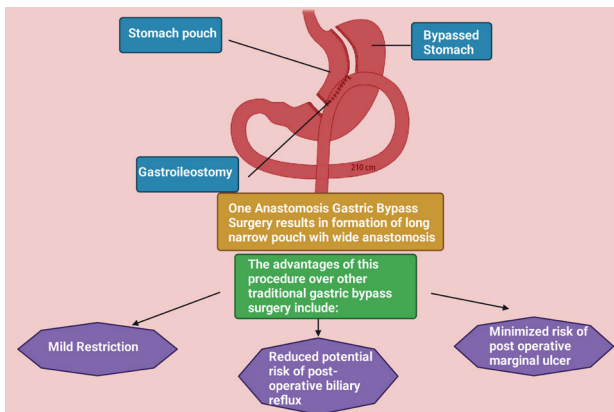 Stomach pouch
Bypassed
Stomach
Gastroileostomy
210 cm
One Anastomosis Gastric Bypass
Surgery results in formation of long
narrow pouch wih wide anastomosis
The advantages of this
procedure over other
traditional gastric bypass
surgery include:
Mild Restriction
Reduced potential
risk of post-
operative biliary
reflux
Minimized risk of
post operative
marginal ulcer